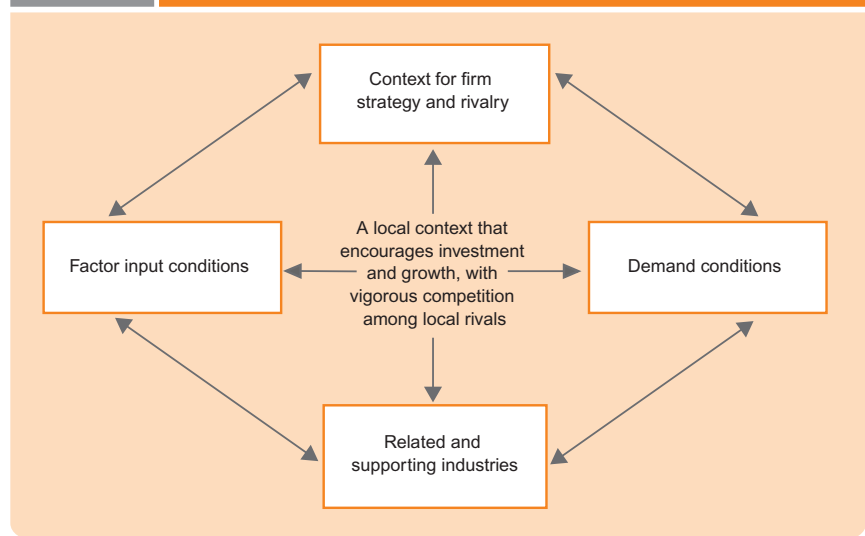 Context for firm
strategy and rivalry
Factor input conditions
A local context that
encourages investment
and growth, with
vigorous competition
among local rivals
Demand conditions
Related and
supporting industries